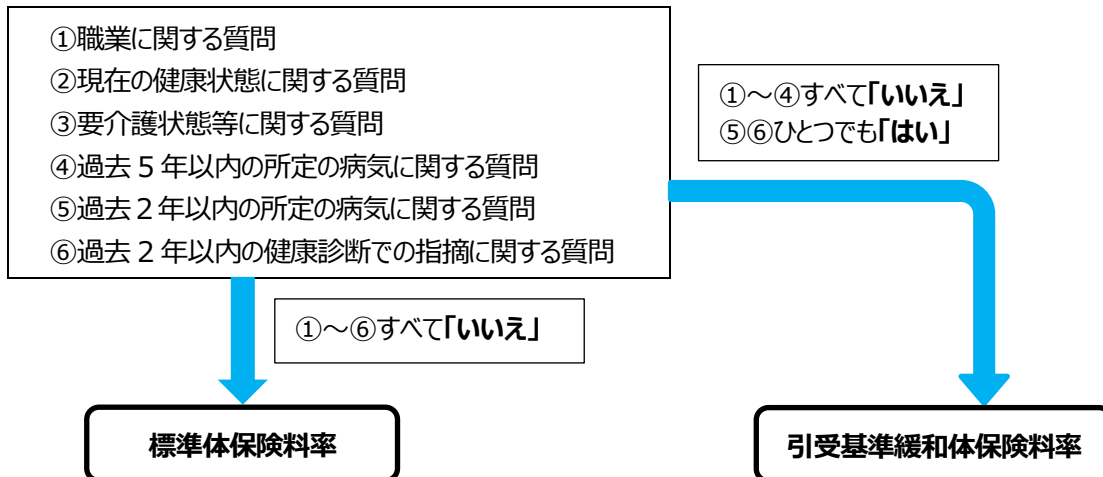 ①職業に関する質問
②現在の健康状態に関する質問
③要介護状態等に関する質問
④過去５年以内の所定の病気に関する質問
⑤過去２年以内の所定の病気に関する質問
⑥過去２年以内の健康診断での指摘に関する質問
①～④すべて「いいえ」
⑤⑥ひとつでも「はい」
①～⑥すべて「いいえ」
標準体保険料率
引受基準緩和体保険料率